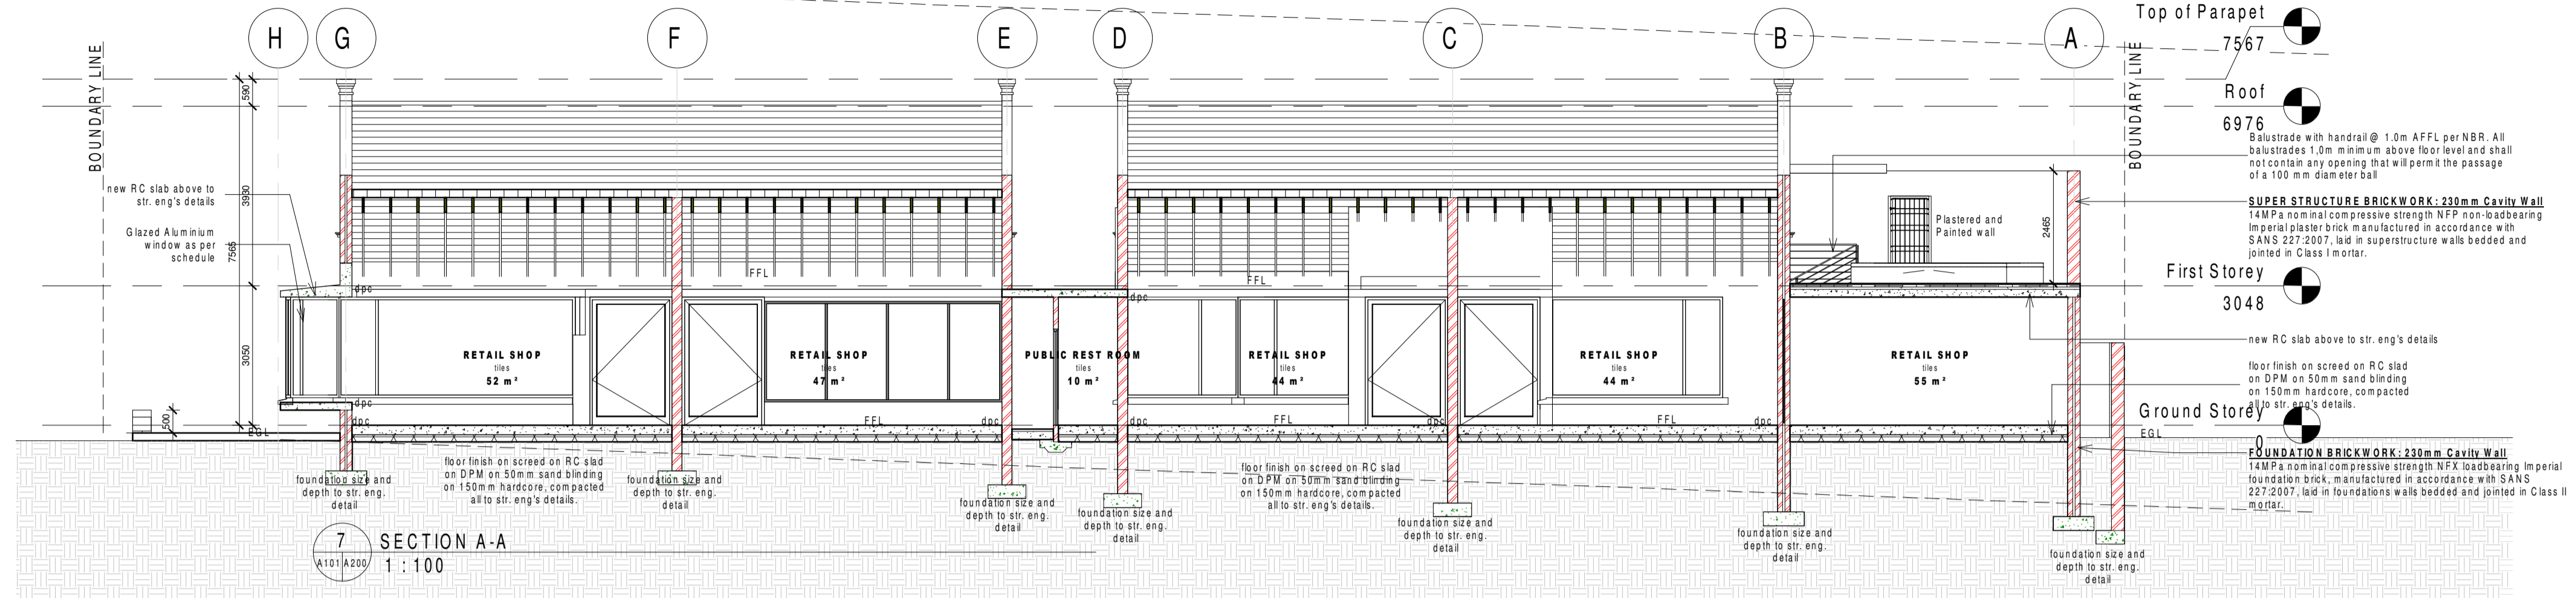 H
G
F
E
D
C
B
A
Top of Parapet
7567
Roof
6976
First Storey
3048
Ground Storey
0
BOUNDARY LINE
BOUNDARY LINE
590
3930
7565
3050
500
2465
new RC slab above to
str. eng's details
Glazed Aluminium
window as per
schedule
Balustrade with handrail @ 1.0m AFFL per NBR. All
balustrades 1,0m minimum above floor level and shall
not contain any opening that will permit the passage
of a 100 mm diameter ball
SUPER STRUCTURE BRICKWORK: 230mm Cavity Wall
14MPa nominal compressive strength NFP non-loadbearing
Imperial plaster brick manufactured in accordance with
SANS 227:2007, laid in superstructure walls bedded and
jointed in Class I mortar.
Plastered and
Painted wall
new RC slab above to str. eng's details
floor finish on screed on RC slad
on DPM on 50mm sand blinding
on 150mm hardcore, compacted
all to str. eng's details.
EGL
FOUNDATION BRICKWORK: 230mm Cavity Wall
14MPa nominal compressive strength NFX loadbearing Imperial
foundation brick, manufactured in accordance with SANS
227:2007, laid in foundations walls bedded and jointed in Class II
mortar.
FFL
FFL
dpc
dpc
RETAIL SHOP
tiles
52 m²
RETAIL SHOP
tiles
47 m²
PUBLIC REST ROOM
tiles
10 m²
RETAIL SHOP
tiles
44 m²
RETAIL SHOP
tiles
44 m²
RETAIL SHOP
tiles
55 m²
dpc
dpc
FFL
dpc
FFL
dpc
FFL
dpc
EGL
floor finish on screed on RC slad
on DPM on 50mm sand blinding
on 150mm hardcore, compacted
all to str. eng's details.
floor finish on screed on RC slad
on DPM on 50mm sand blinding
on 150mm hardcore, compacted
all to str. eng's details.
foundation size and
depth to str. eng.
detail
foundation size and
depth to str. eng.
detail
foundation size and
depth to str. eng.
detail
foundation size and
depth to str. eng.
detail
foundation size and
depth to str. eng.
detail
foundation size and
depth to str. eng.
detail
foundation size and
depth to str. eng.
detail
7
A101 A200
SECTION A-A
1 : 100